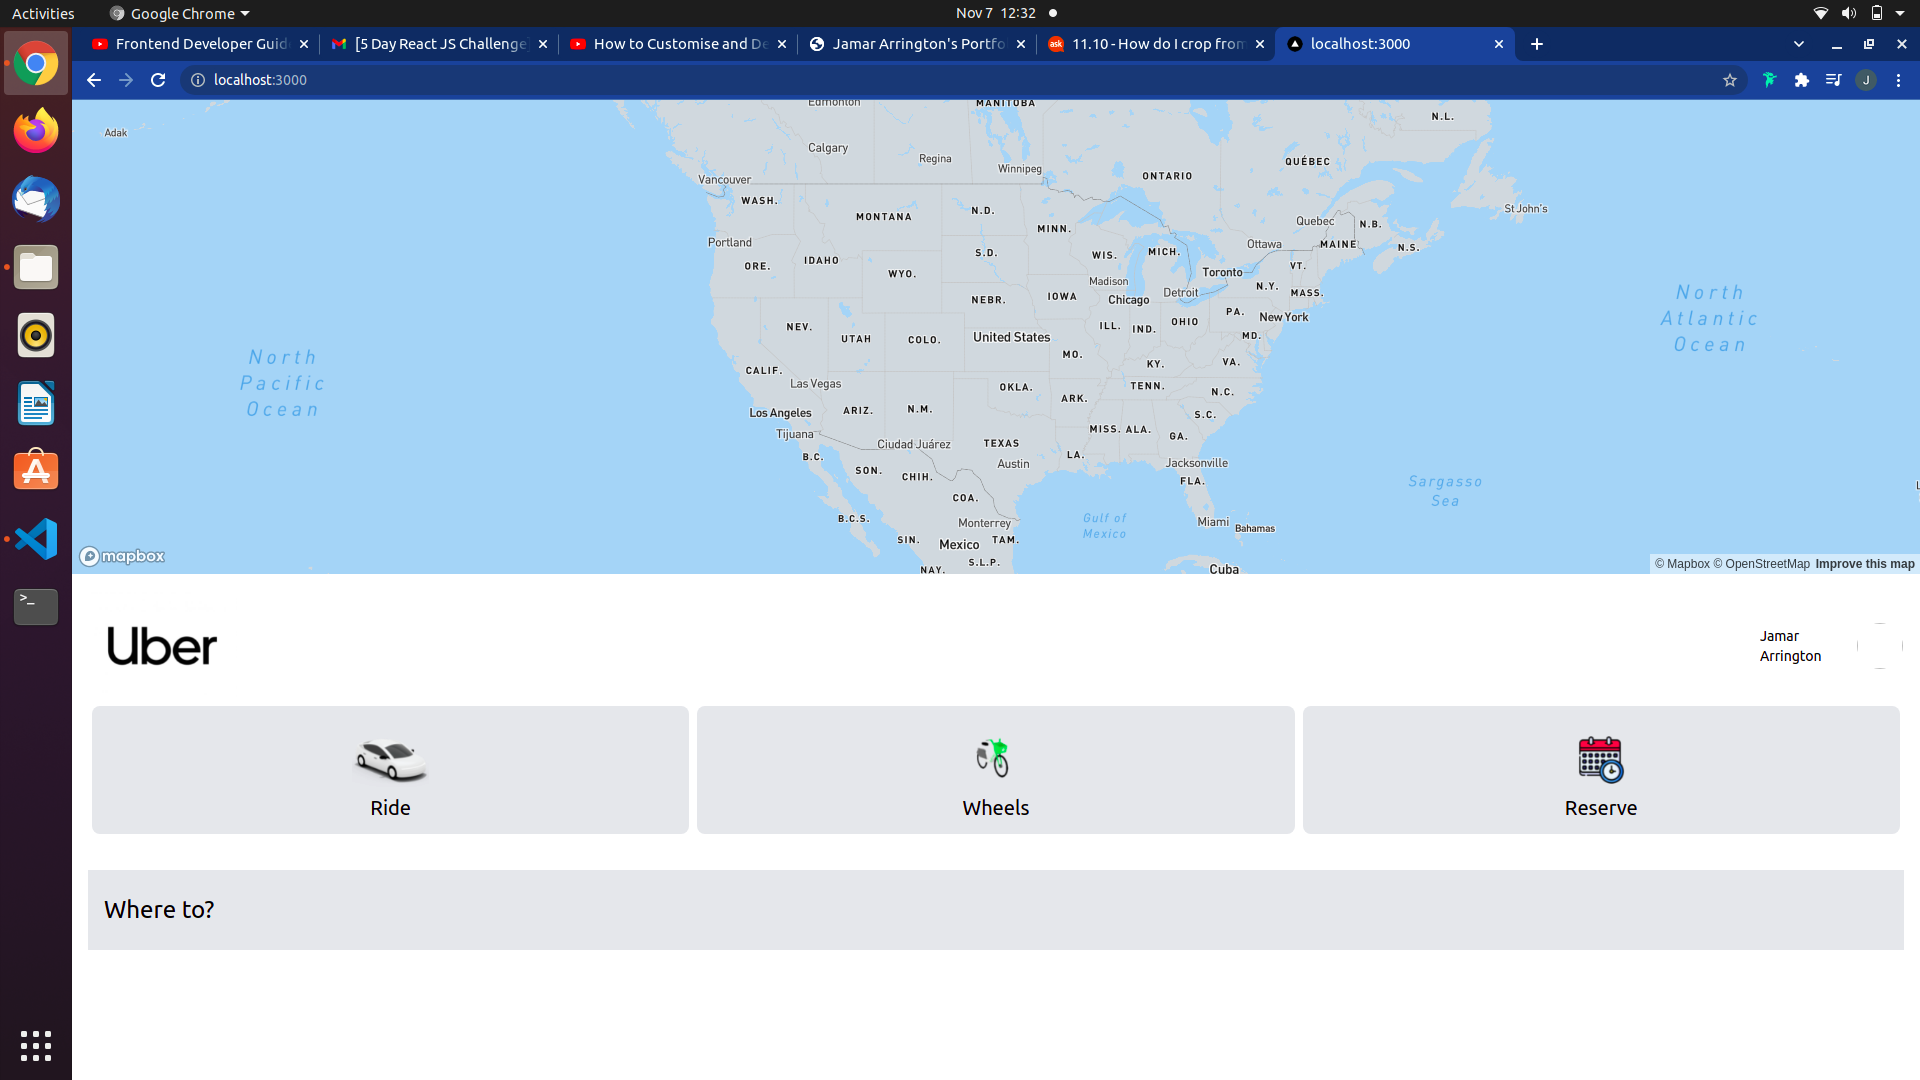 Activities
Google Chrome
Nov 7 12:32
Frontend Developer Guid
[5 Day React JS Challenge]
How to Customise and De
Jamar Arrington's Portfo
ask
11.10 - How do I crop from
localhost:3000
localhost:3000
J
Edmonton
MANITOBA
Adak
N.L.
Calgary
Regina
Winnipeg
QUÉBEC
ONTARIO
Vancouver
WASH.
MONTANA
N.D.
MINN.
St John's
Quebec
N.B.
Portland
Ottawa
MAINE
N.S.
ORE.
IDAHO
S.D.
WIS.
MICH.
VT.
WYO.
Toronto
Madison
Detroit
N.Y.
MASS.
NEBR.
IOWA
Chicago
PA.
New York
North
Atlantic
Ocean
NEV.
UTAH
COLO.
United States
ILL.
IND.
OHIO
MD.
North
Pacific
Ocean
MO.
KY.
VA.
CALIF.
Las Vegas
OKLA.
ARK.
TENN.
N.C.
Los Angeles
ARIZ.
N.M.
S.C.
Tijuana
Ciudad Juárez
TEXAS
MISS.
ALA.
GA.
B.C.
SON.
CHIH.
Austin
LA.
Jacksonville
FLA.
Sargasso
Sea
COA.
B.C.S.
Monterrey
Gulf of
Mexico
Miami
Bahamas
SIN.
Mexico
TAM.
S.L.P.
NAY.
Cuba
mapbox
© Mapbox © OpenStreetMap Improve this map
Uber
Jamar
Arrington
Ride
Wheels
Reserve
Where to?